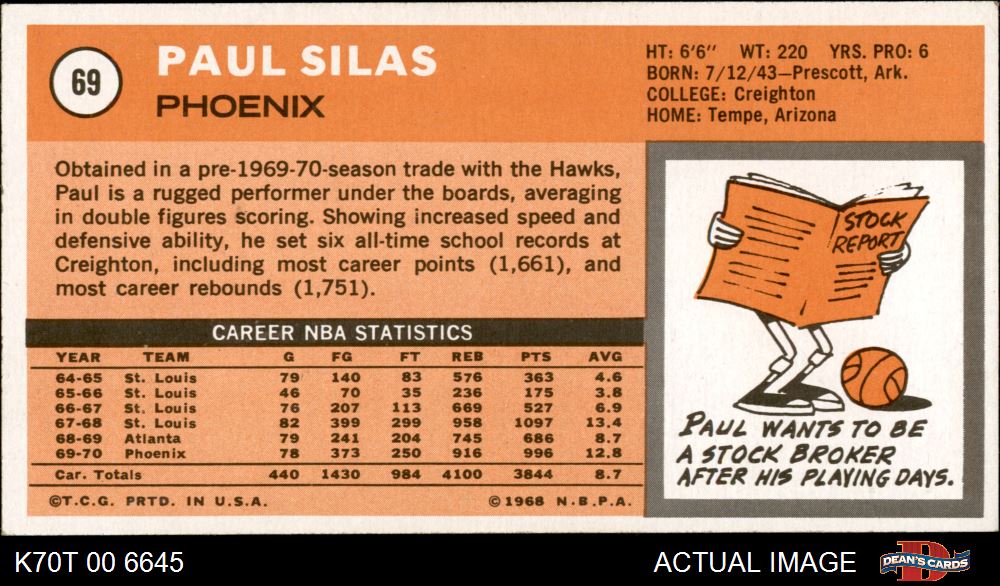 69
PAUL SILAS
PHOENIX
HT: 6'6" WT: 220 YRS. PRO: 6
BORN: 7/12/43—Prescott, Ark.
COLLEGE: Creighton
HOME: Tempe, Arizona
Obtained in a pre-1969-70-season trade with the Hawks,
Paul is a rugged performer under the boards, averaging
in double figures scoring. Showing increased speed and
defensive ability, he set six all-time school records at
Creighton, including most career points (1,661), and
most career rebounds (1,751).
CAREER NBA STATISTICS
YEAR TEAM G FG FT REB PTS AVG
64-65 St. Louis 79 140 83 576 363 4.6
65-66 St. Louis 46 70 35 236 175 3.8
66-67 St. Louis 76 207 113 669 527 6.9
67-68 St. Louis 82 399 299 958 1097 13.4
68-69 Atlanta 79 241 204 745 686 8.7
69-70 Phoenix 78 373 250 916 996 12.8
Car. Totals 440 1430 984 4100 3844 8.7
©T.C.G. PRTD. IN U.S.A. ©1968 N.B.P.A.
STOCK
REPORT
PAUL WANTS TO BE
A STOCK BROKER
AFTER HIS PLAYING DAYS.
K70T 00 6645
ACTUAL IMAGE
D
DEAN'S CARDS